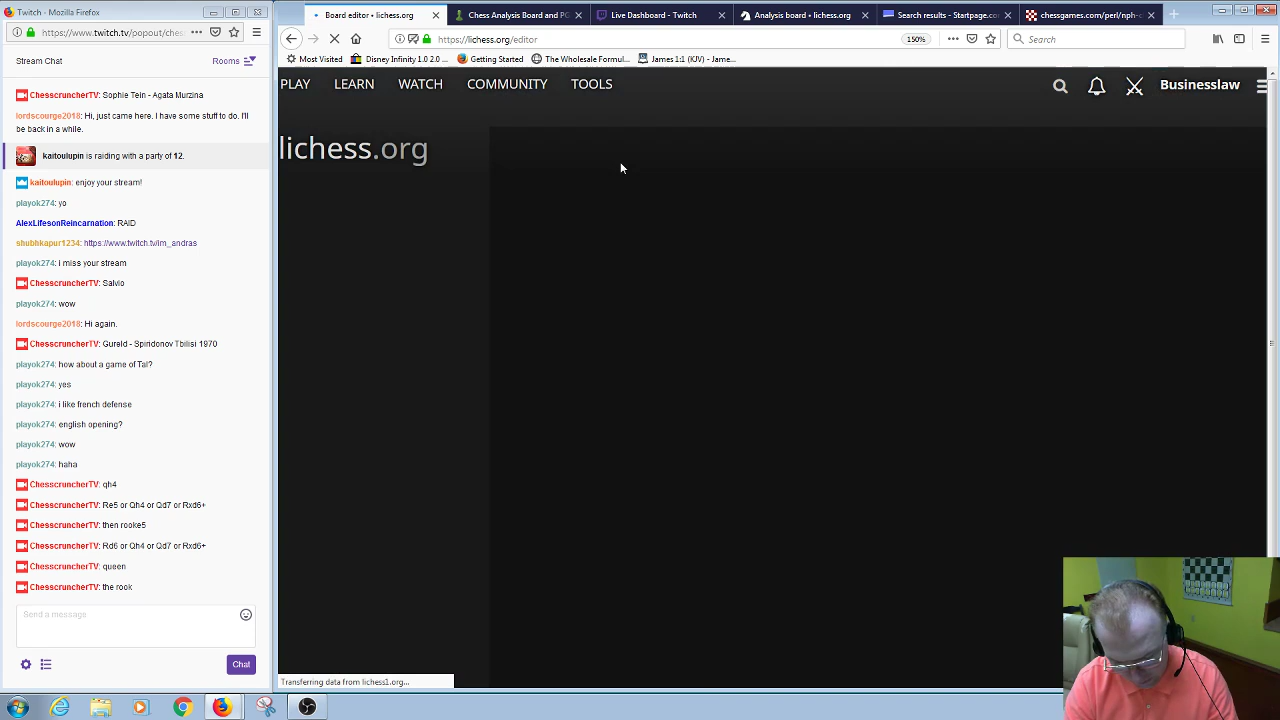 Twitch - Mozilla Firefox
https://www.twitch.tv/popout/ches
Stream Chat
Rooms
ChesscruncherTV: Sophie Tein - Agata Murzina
lordscourge2018: Hi, just came here. I have some stuff to do. I'll
be back in a while.
kaitoulupin is raiding with a party of 12.
kaitoulupin: enjoy your stream!
playok274: yo
AlexLifesonReincarnation: RAID
shubhkapur1234: https://www.twitch.tv/im_andras
playok274: i miss your stream
ChesscruncherTV: Salvio
playok274: wow
lordscourge2018: Hi again.
ChesscruncherTV: Gureld - Spiridonov Tbilisi 1970
playok274: how about a game of Tal?
playok274: yes
playok274: i like french defense
playok274: english opening?
playok274: wow
playok274: haha
ChesscruncherTV: qh4
ChesscruncherTV: Re5 or Qh4 or Qd7 or Rxd6+
ChesscruncherTV: then rooke5
ChesscruncherTV: Rd6 or Qh4 or Qd7 or Rxd6+
ChesscruncherTV: queen
ChesscruncherTV: the rook
Send a message
Chat
Board editor • lichess.org
Chess Analysis Board and PG
Live Dashboard - Twitch
Analysis board • lichess.org
Search results - Startpage.co
chessgames.com/perl/nph-c
https://lichess.org/editor
150%
Search
Most Visited
Disney Infinity 1.0 2.0 ...
Getting Started
The Wholesale Formul...
James 1:1 (KJV) - Jame...
PLAY
LEARN
WATCH
COMMUNITY
TOOLS
Businesslaw
lichess.org
Transferring data from lichess1.org...